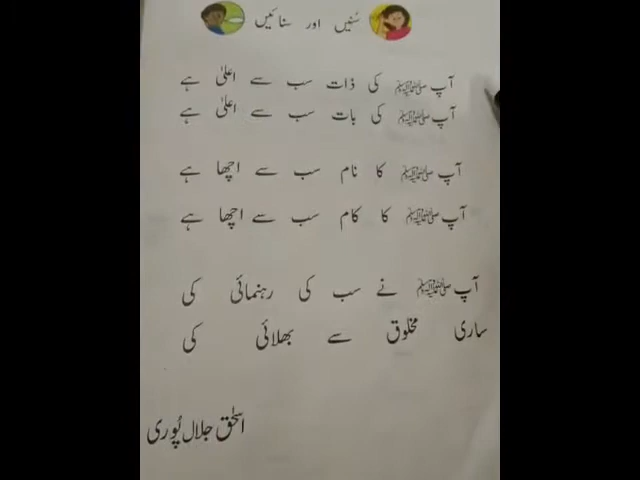 سُنیں اور سنائیں
آپ ﷺ کی ذات سب سے اعلیٰ ہے
آپ ﷺ کی بات سب سے اعلیٰ ہے
آپ ﷺ کا نام سب سے اچھا ہے
آپ ﷺ کا کام سب سے اچھا ہے
آپ ﷺ نے سب کی رہنمائی کی
ساری مخلوق سے بھلائی کی
اسحٰق جلال پُوری